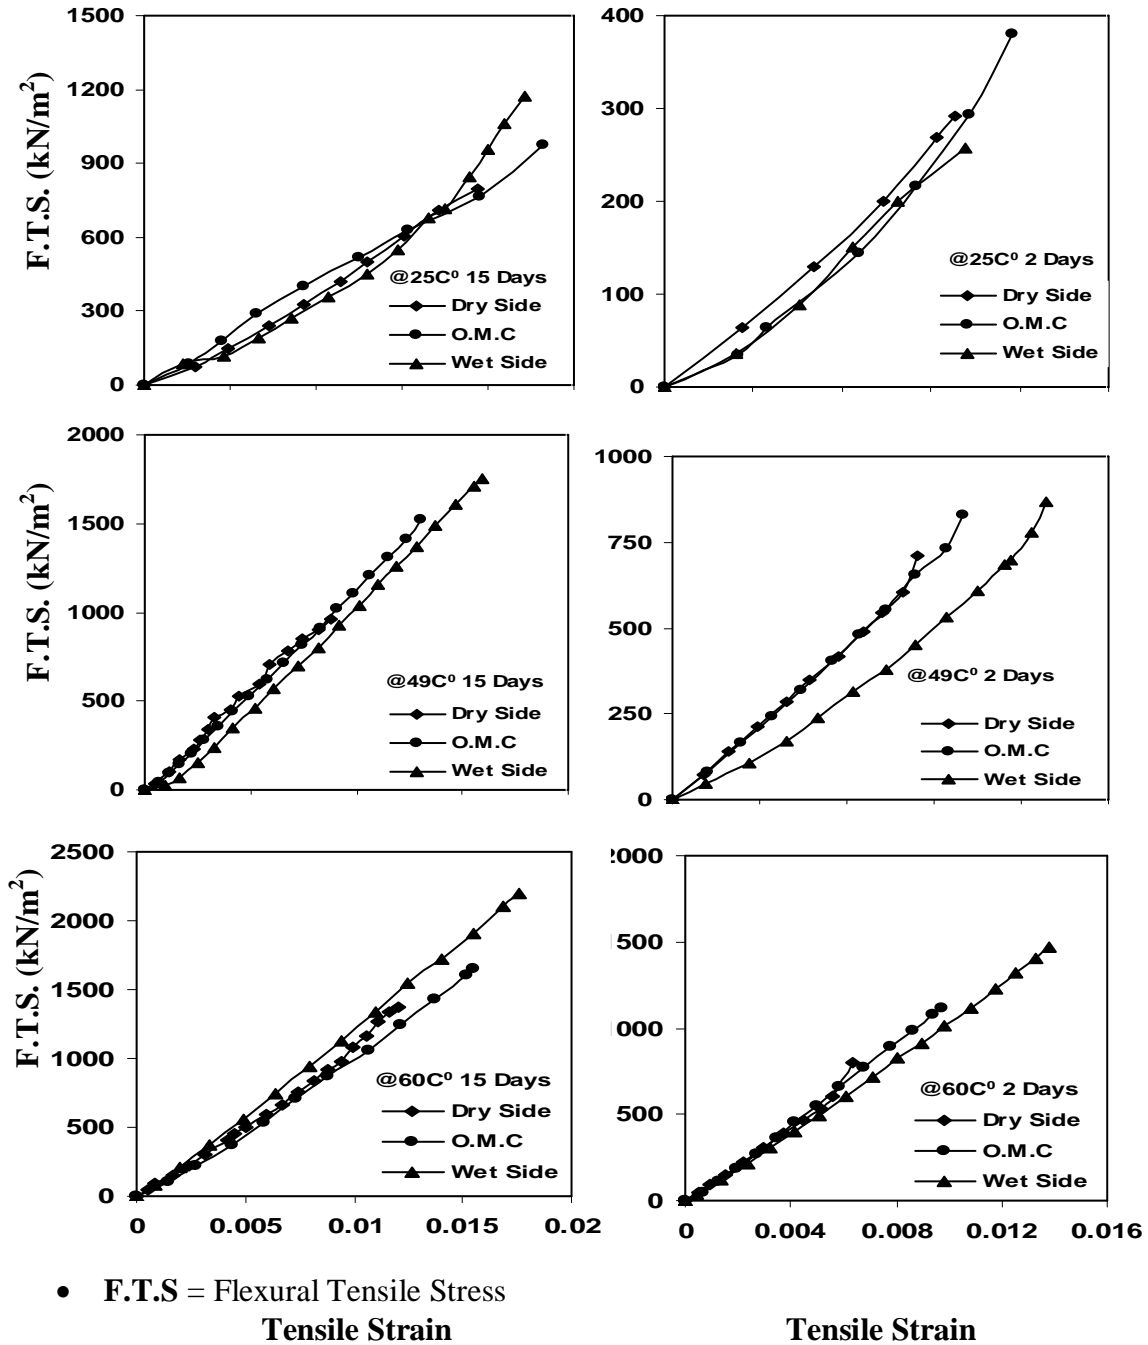 1500
1200
900
600
300
0
F.T.S. (kN/m²)
@25C⁰ 15 Days
Dry Side
O.M.C
Wet Side
400
300
200
100
0
@25C⁰ 2 Days
Dry Side
O.M.C
Wet Side
2000
1500
1000
500
0
F.T.S. (kN/m²)
@49C⁰ 15 Days
Dry Side
O.M.C
Wet Side
1000
750
500
250
0
@49C⁰ 2 Days
Dry Side
O.M.C
Wet Side
2500
2000
1500
1000
500
0
F.T.S. (kN/m²)
@60C⁰ 15 Days
Dry Side
O.M.C
Wet Side
0 0.005 0.01 0.015 0.02
2000
1500
1000
500
0
@60C⁰ 2 Days
Dry Side
O.M.C
Wet Side
0 0.004 0.008 0.012 0.016
• F.T.S = Flexural Tensile Stress
Tensile Strain Tensile Strain